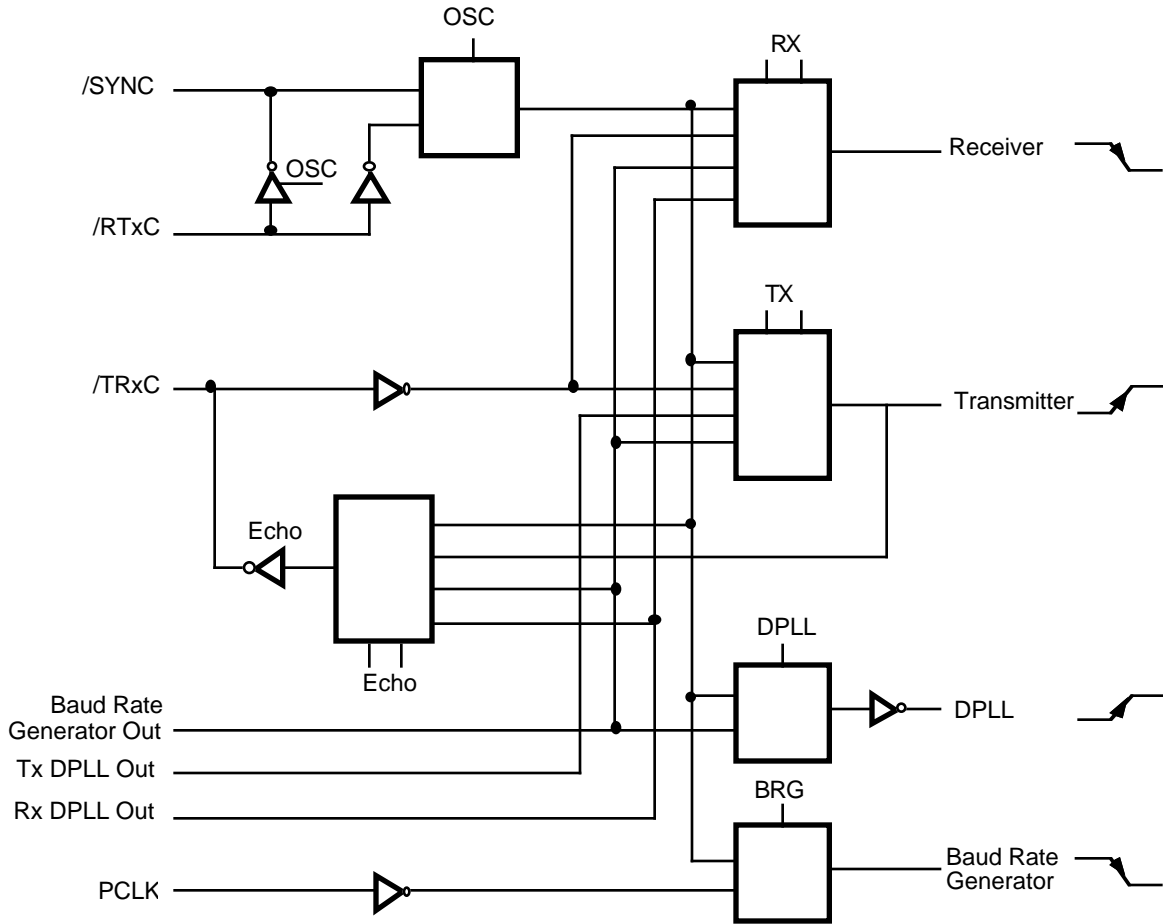 OSC
RX
/SYNC
Receiver
OSC
/RTxC
TX
/TRxC
Transmitter
Echo
DPLL
Echo
Baud Rate
Generator Out
DPLL
Tx DPLL Out
BRG
Rx DPLL Out
Baud Rate
Generator
PCLK